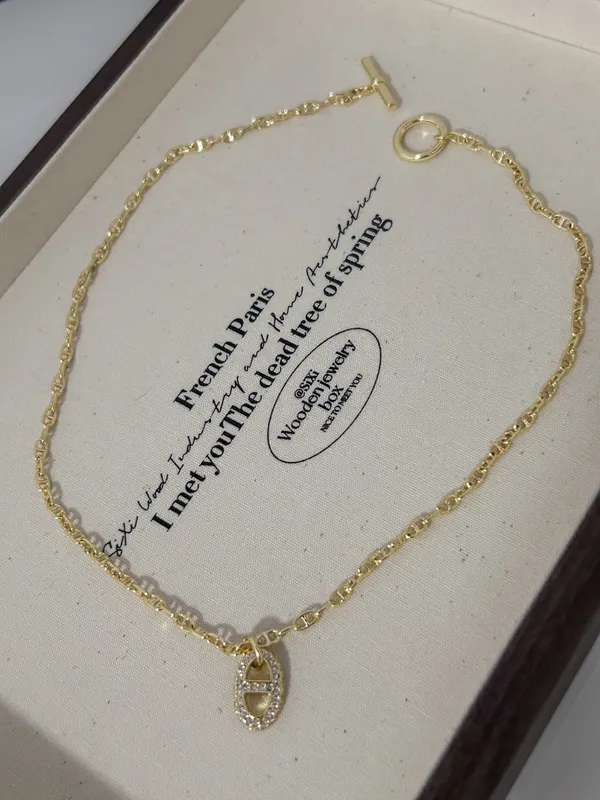 French Paris
SiXi Wood Industry and Home Aesthetics
I met youThe dead tree of spring
@SiXi
Wooden jewelry
box
NICE TO MEET YOU